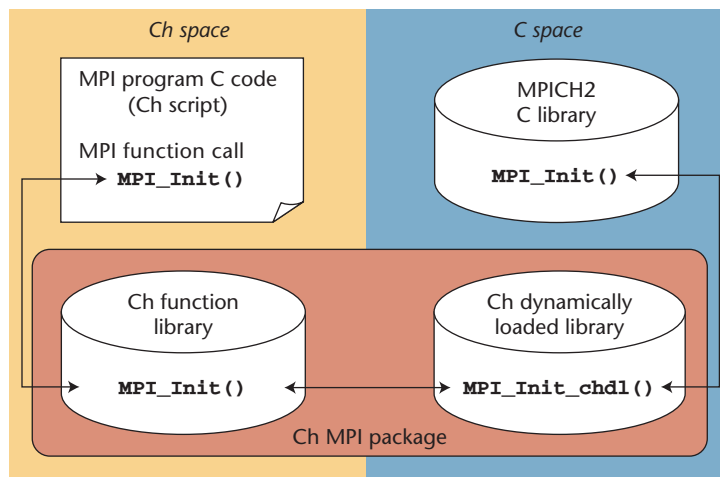 Ch space
C space
MPI program C code
(Ch script)
MPI function call
MPI_Init()
MPICH2
C library
MPI_Init()
Ch function
library
MPI_Init()
Ch dynamically
loaded library
MPI_Init_chdl()
Ch MPI package